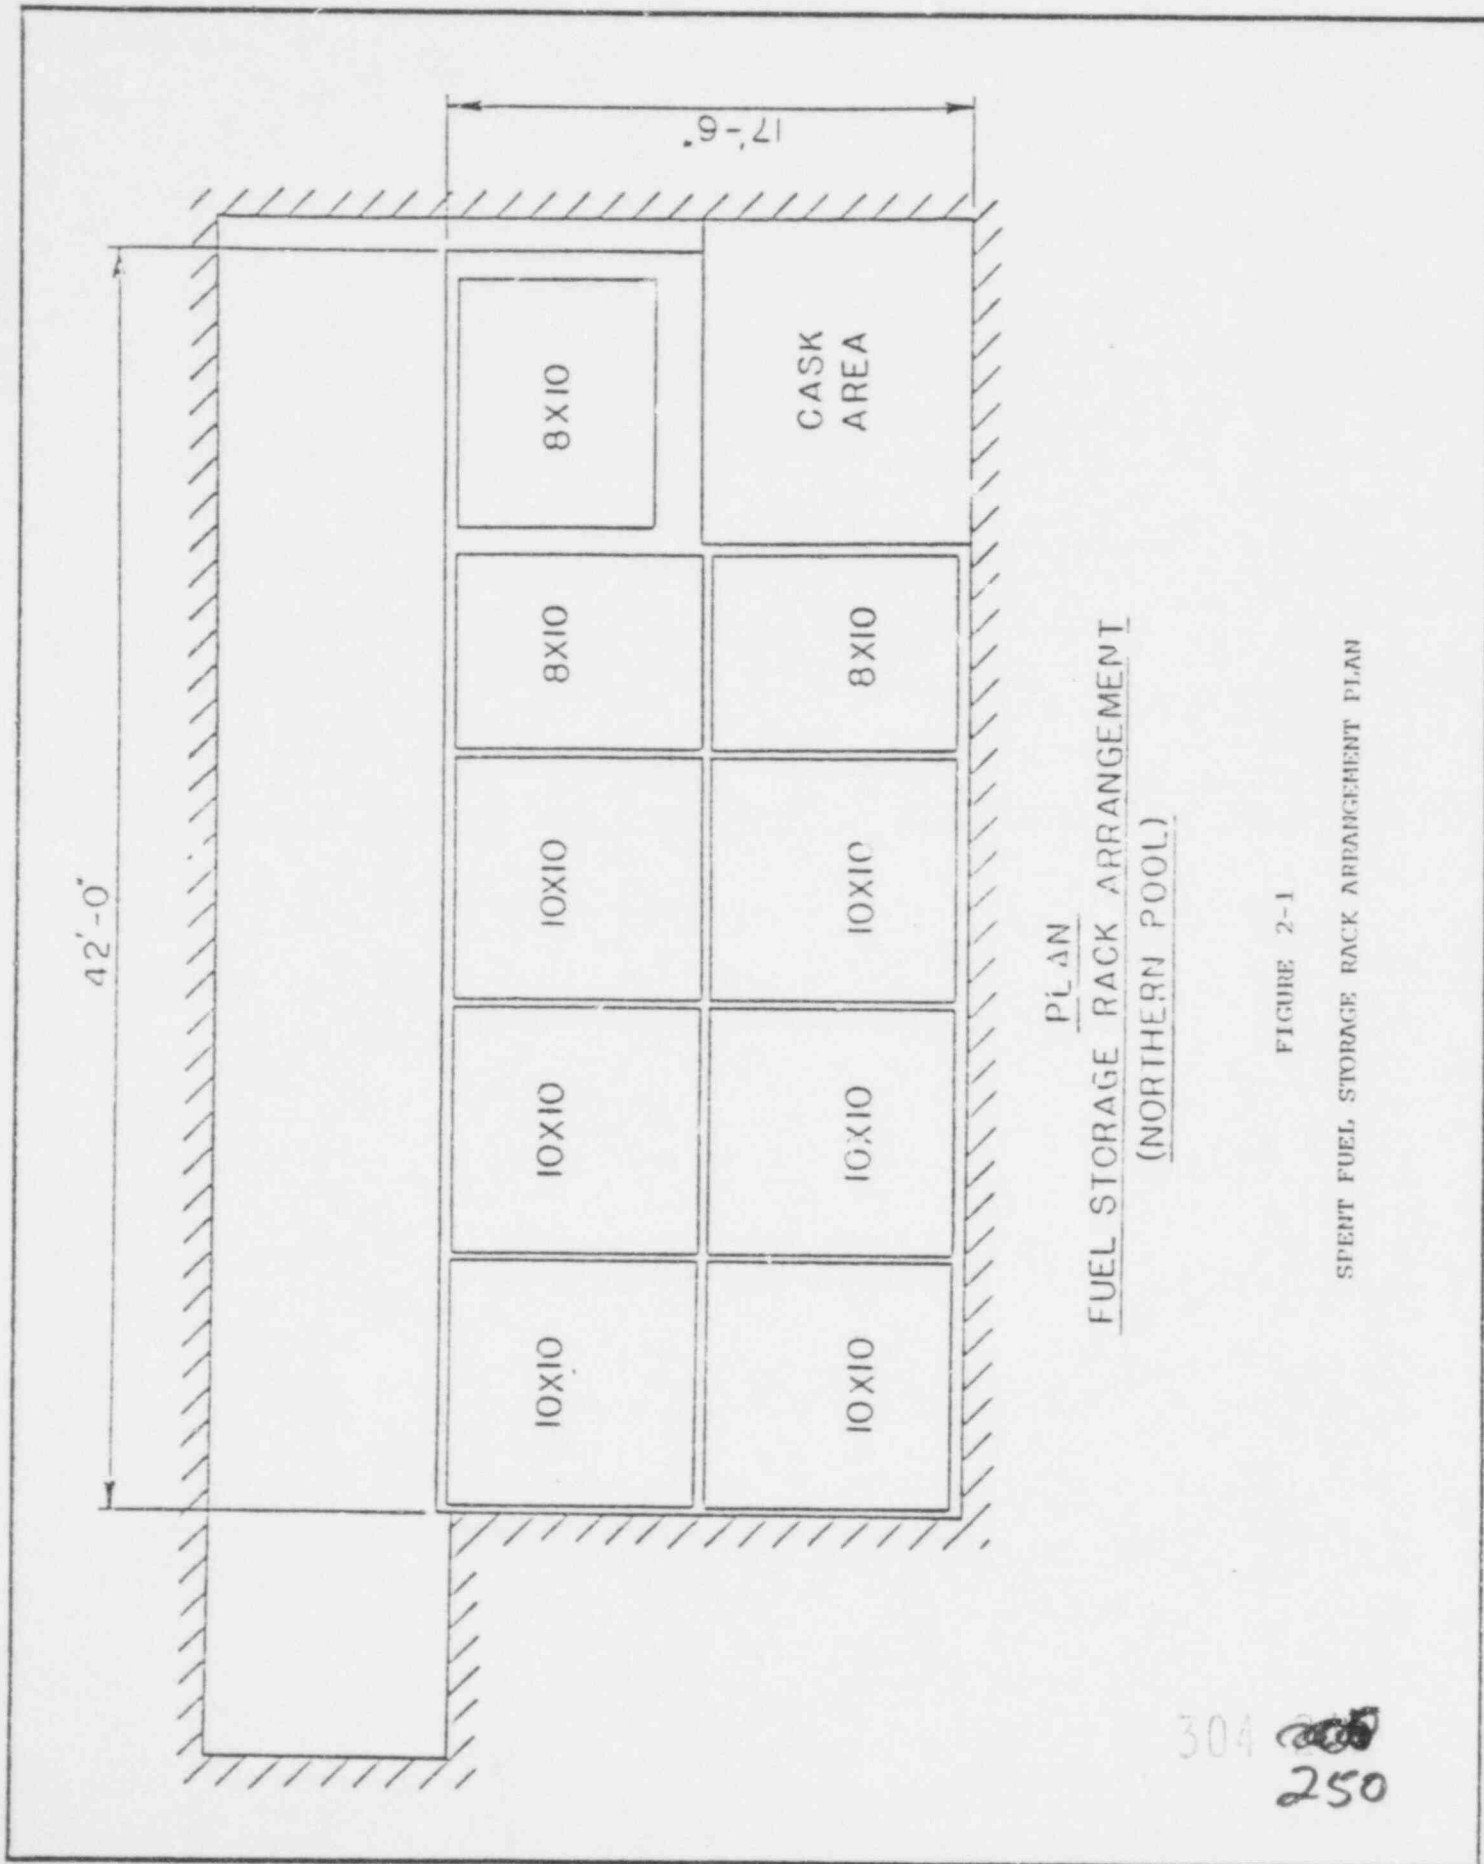 42'-0"
17'-6"
10X10
10X10
10X10
8X10
8X10
10X10
10X10
10X10
8X10
CASK
AREA
PLAN
FUEL STORAGE RACK ARRANGEMENT
(NORTHERN POOL)
FIGURE 2-1
SPENT FUEL STORAGE RACK ARRANGEMENT PLAN
304
250